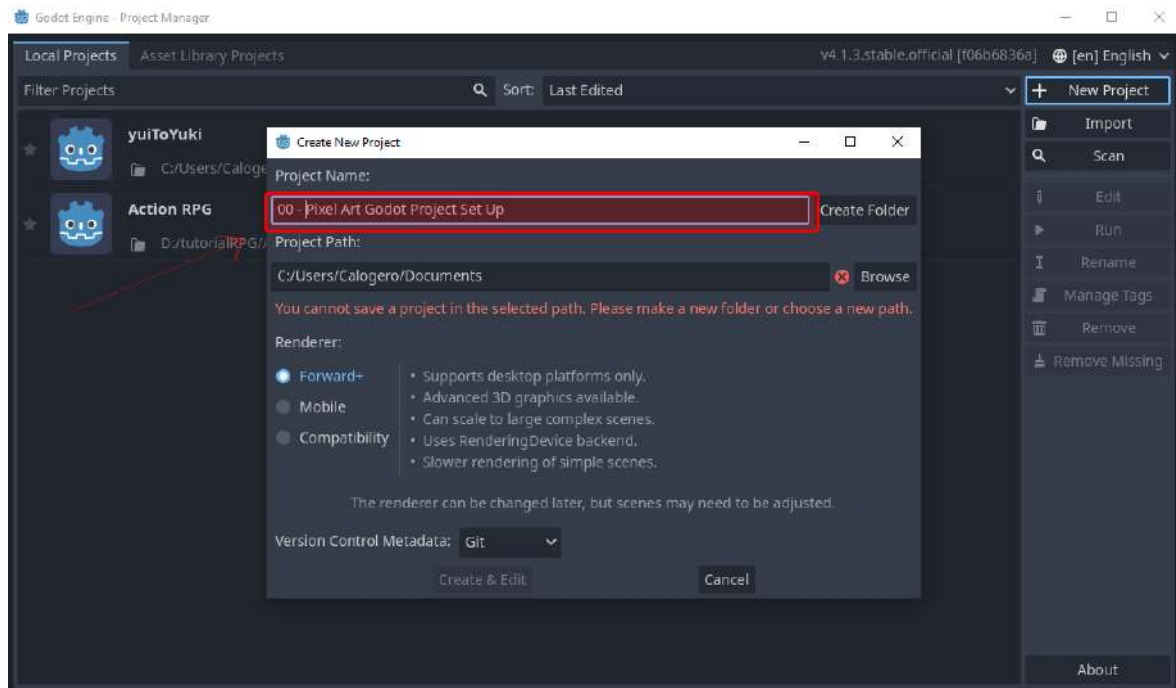 Godot Engine - Project Manager
Local Projects Asset Library Projects v4.1.3.stable.official [f06b6836a] [en] English
Filter Projects Sort: Last Edited + New Project
Import
Scan
Edit
Run
Rename
Manage Tags
Remove
Remove Missing
About
yuiToYuki
C:/Users/Caloge
Action RPG
D:/tutorialRPG/
Create New Project
Project Name:
00 - Pixel Art Godot Project Set Up Create Folder
Project Path:
C:/Users/Calogero/Documents Browse
You cannot save a project in the selected path. Please make a new folder or choose a new path.
Renderer:
Forward+
Mobile
Compatibility
• Supports desktop platforms only.
• Advanced 3D graphics available.
• Can scale to large complex scenes.
• Uses RenderingDevice backend.
• Slower rendering of simple scenes.
The renderer can be changed later, but scenes may need to be adjusted.
Version Control Metadata: Git
Create & Edit Cancel